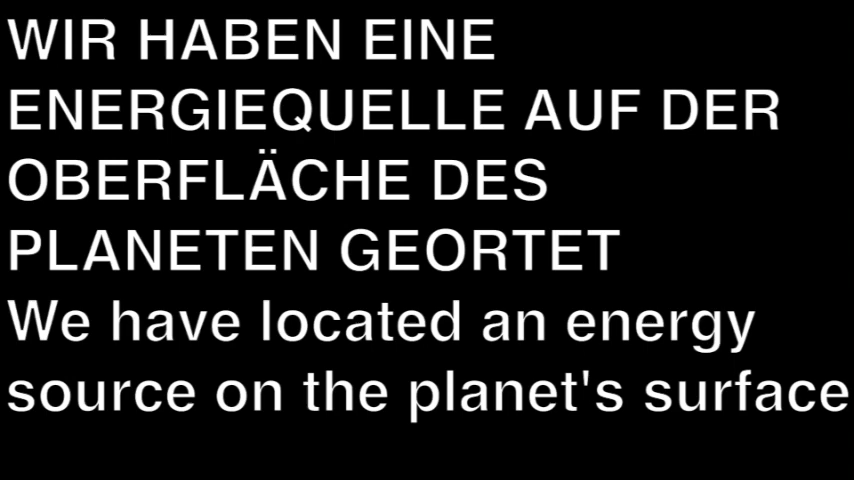 WIR HABEN EINE
ENERGIEQUELLE AUF DER
OBERFLÄCHE DES
PLANETEN GEORTET
We have located an energy
source on the planet's surface